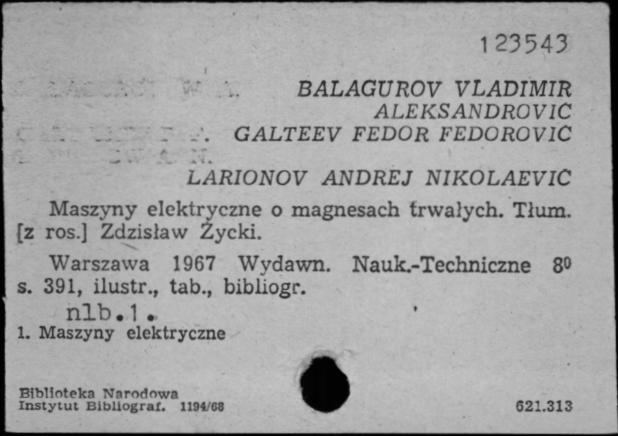 123543
BALAGUROV VLADIMIR
ALEKSANDROVIČ
GALTEEV FEDOR FEDOROVIČ
LARIONOV ANDREJ NIKOLAEVIČ
Maszyny elektryczne o magnesach trwałych. Tłum.
[z ros.] Zdzisław Życki.
Warszawa 1967 Wydawn. Nauk.-Techniczne 8⁰
s. 391, ilustr., tab., bibliogr.
nlb.1.
1. Maszyny elektryczne
Biblioteka Narodowa
Instytut Bibliograf. 1194/68
621.313